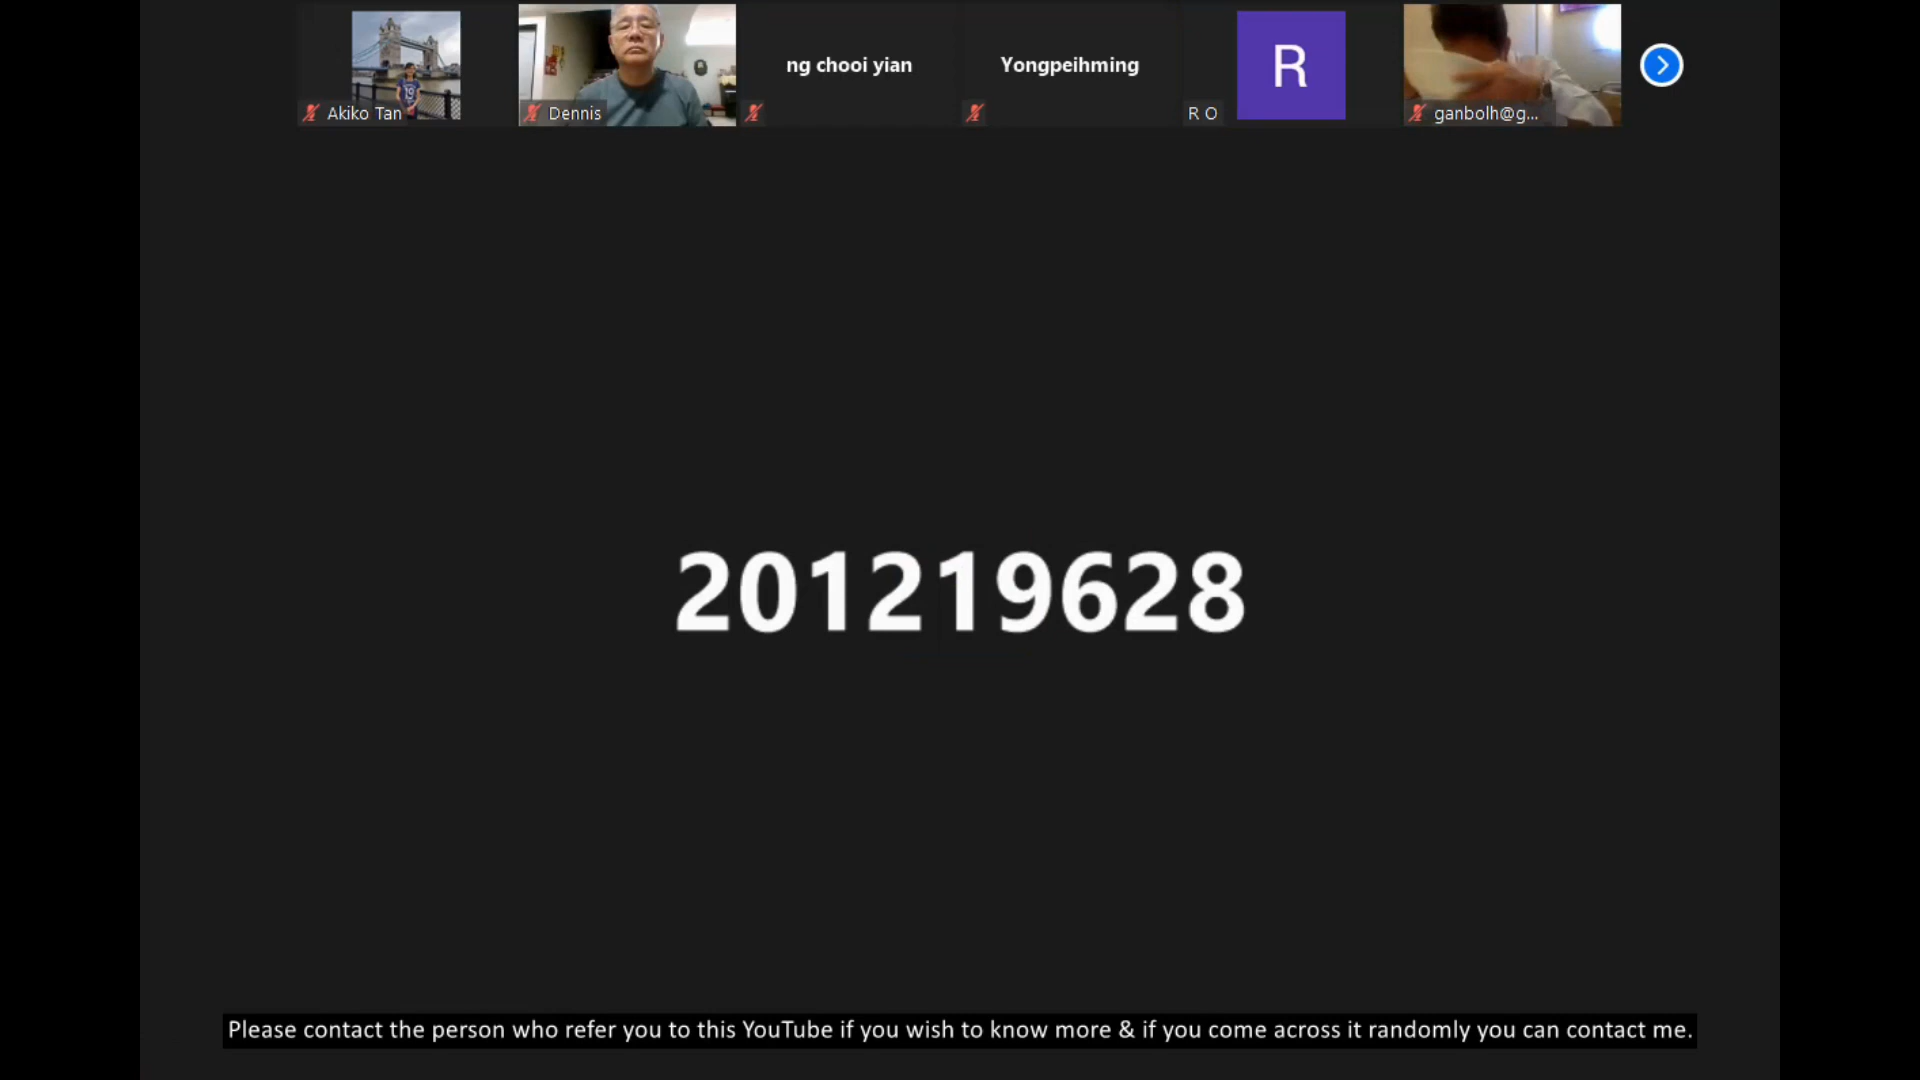 Akiko Tan
Dennis
ng chooi yian
Yongpeihming
R O
R
ganbolh@g...
201219628
Please contact the person who refer you to this YouTube if you wish to know more & if you come across it randomly you can contact me.